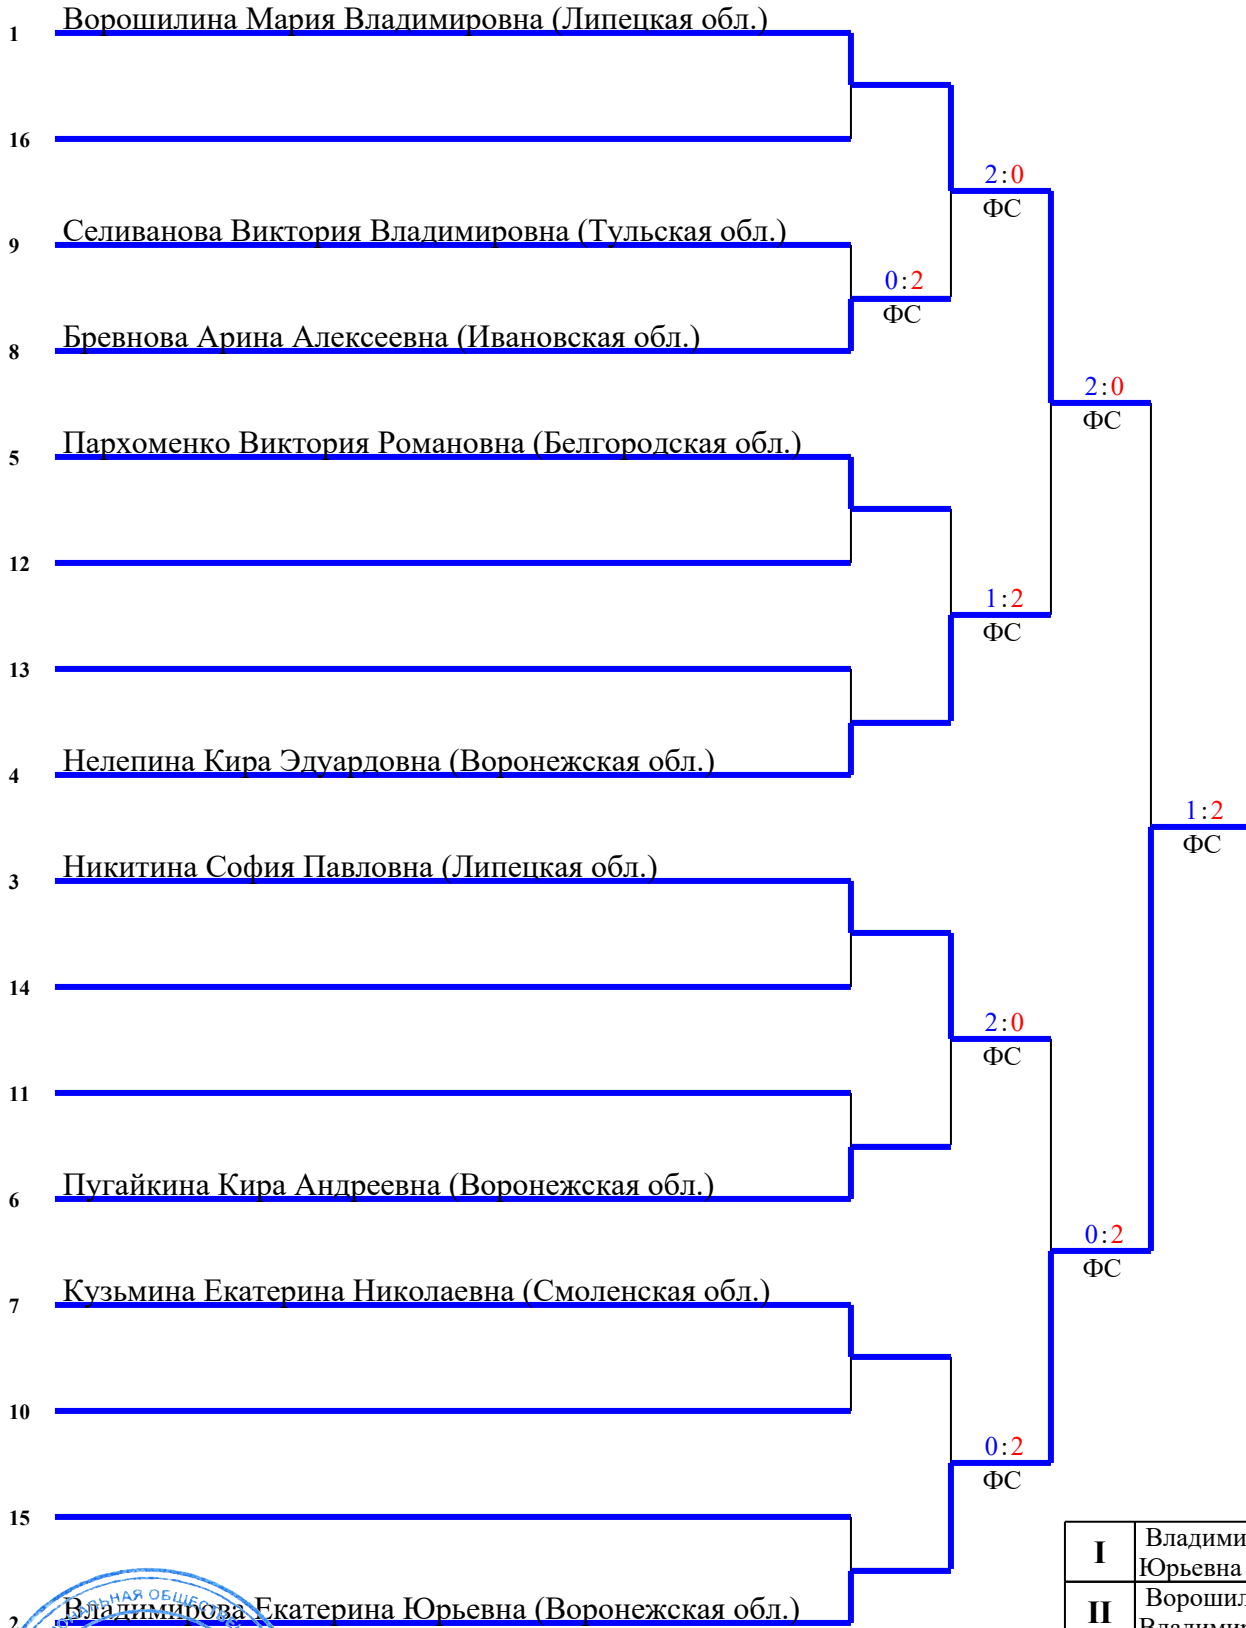 1 Ворошилина Мария Владимировна (Липецкая обл.)
16
2:0
ФС
9 Селиванова Виктория Владимировна (Тульская обл.)
0:2
ФС
8 Бревнова Арина Алексеевна (Ивановская обл.)
2:0
ФС
5 Пархоменко Виктория Романовна (Белгородская обл.)
12
1:2
ФС
13
4 Нелепина Кира Эдуардовна (Воронежская обл.)
1:2
ФС
3 Никитина София Павловна (Липецкая обл.)
14
2:0
ФС
11
6 Пугайкина Кира Андреевна (Воронежская обл.)
0:2
ФС
7 Кузьмина Екатерина Николаевна (Смоленская обл.)
10
0:2
ФС
15
I Владими
Юрьевна
2 Владимирова Екатерина Юрьевна (Воронежская обл.)
II Ворошил
Владимир